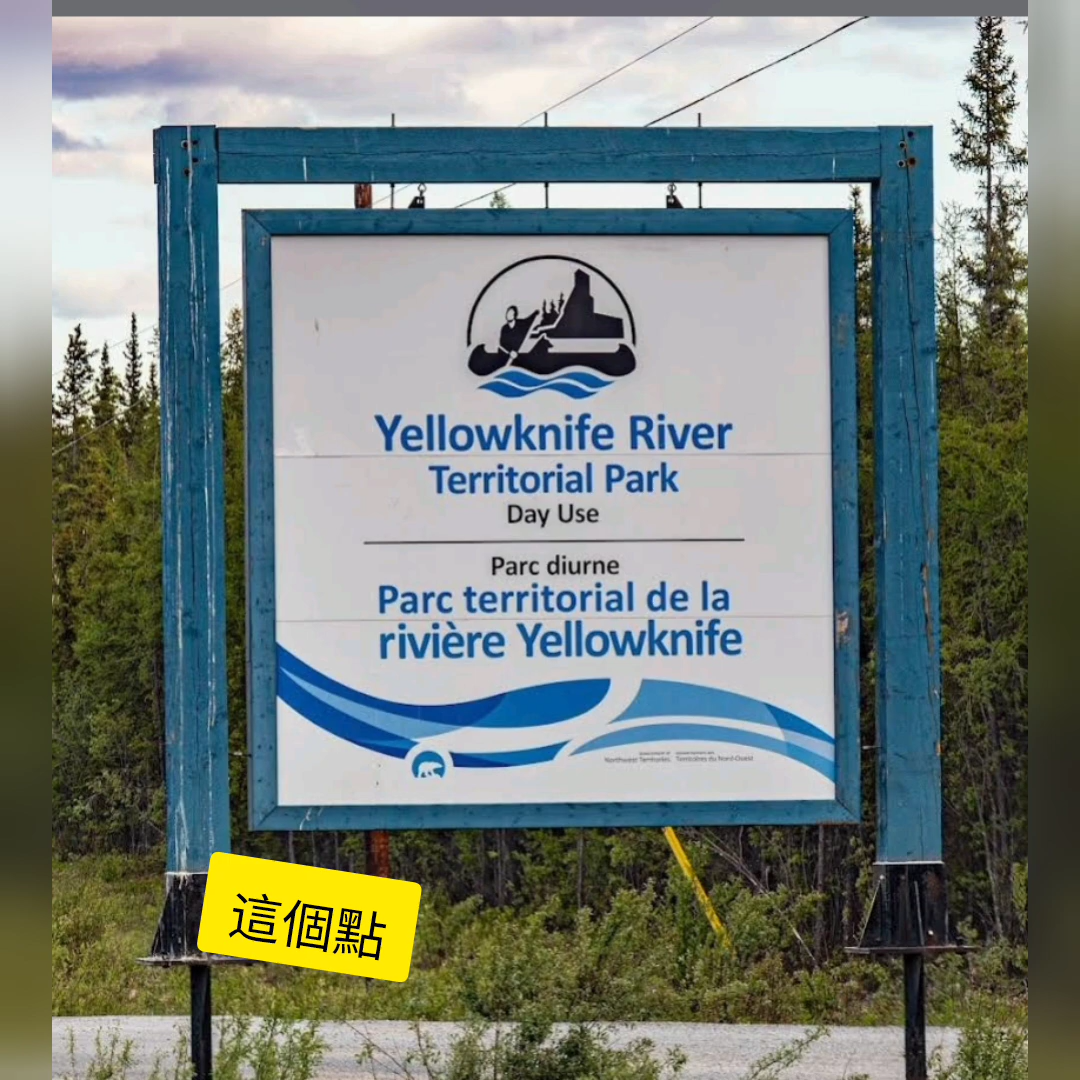 Yellowknife River
Territorial Park
Day Use
Parc diurne
Parc territorial de la
rivière Yellowknife
Northwest Territories Territoires du Nord-Ouest
這個點